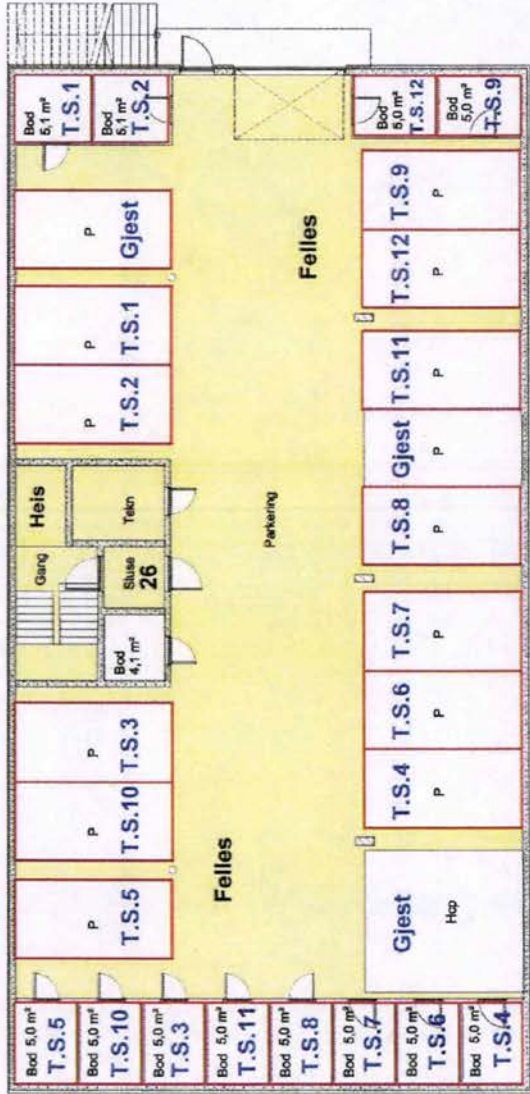 Bod
5,1 m²
T.S.1
Bod
5,1 m²
T.S.2
Bod
5,0 m²
T.S.12
Bod
5,0 m²
T.S.9
P
Gjest
P
T.S.1
P
T.S.2
Heis
Tekn
Gang
Sluse
26
Bod
4,1 m²
P
T.S.3
P
T.S.10
P
T.S.5
Felles
Parkering
Felles
T.S.9
P
T.S.12
P
T.S.11
P
Gjest
P
T.S.8
P
T.S.7
P
T.S.6
P
T.S.4
P
Gjest
Hcp
Bod 5,0 m²
T.S.5
Bod 5,0 m²
T.S.10
Bod 5,0 m²
T.S.3
Bod 5,0 m²
T.S.11
Bod 5,0 m²
T.S.8
Bod 5,0 m²
T.S.7
Bod 5,0 m²
T.S.6
Bod 5,0 m²
T.S.4